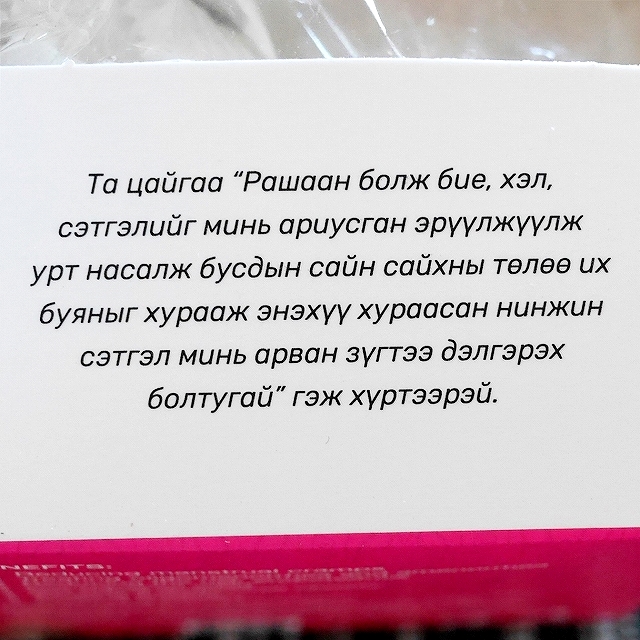 Та цайгаа “Рашаан болж бие, хэл,
сэтгэлийг минь ариусган эрүүлжүүлж
урт насалж бусдын сайн сайхны төлөө их
буяныг хурааж энэхүү хураасан нинжин
сэтгэл минь арван зүгтээ дэлгэрэх
болтугай” гэж хүртээрэй.
NEFITS: